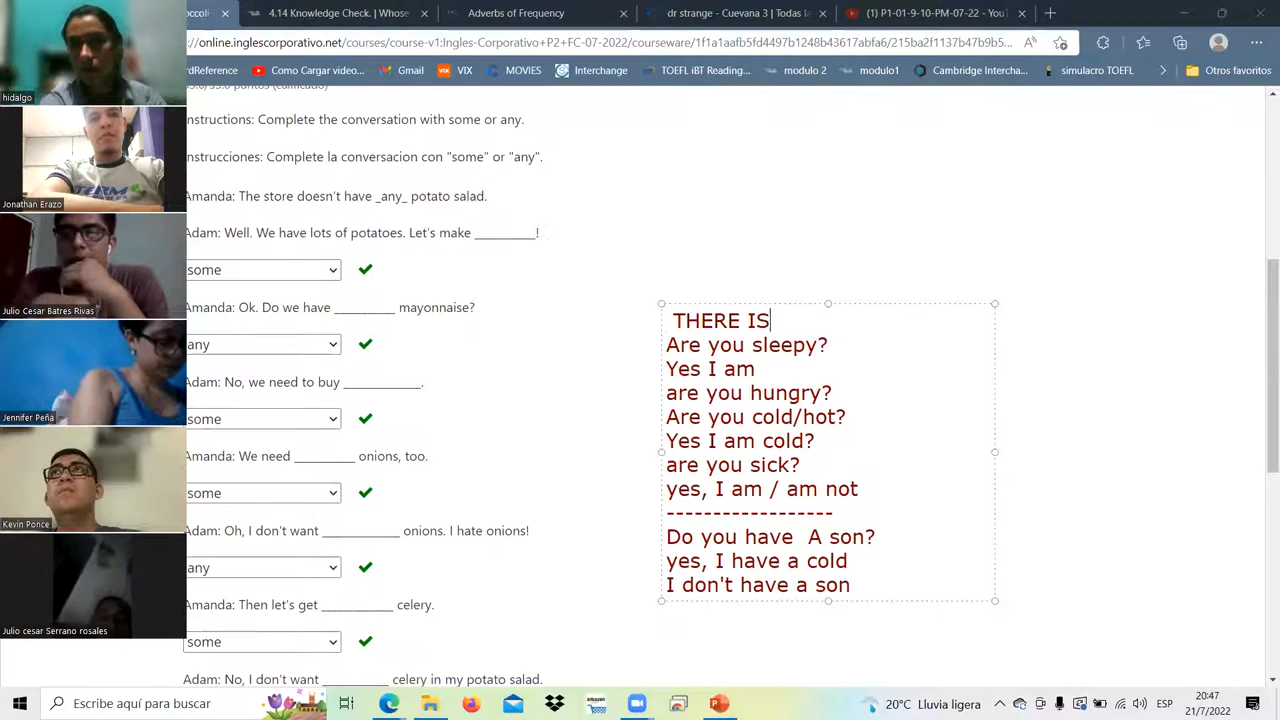 occoli
4.14 Knowledge Check. | Whose
Adverbs of Frequency
dr strange - Cuevana 3 | Todas la
(1) P1-01-9-10-PM-07-22 - You
://online.inglescorporativo.net/courses/course-v1:Ingles-Corporativo+P2+FC-07-2022/courseware/1f1a1aafb5fd4497b1248b43617abfa6/215ba2f1137b47b9b5...
rdReference
Como Cargar video...
Gmail
VIX
MOVIES
Interchange
TOEFL iBT Reading...
modulo 2
modulo1
Cambridge Intercha...
simulacro TOEFL
Otros favoritos
nstructions: Complete the conversation with some or any.
nstrucciones: Complete la conversacion con "some" or "any".
Amanda: The store doesn't have _any_ potato salad.
Adam: Well. We have lots of potatoes. Let's make _________!
some
Amanda: Ok. Do we have _________ mayonnaise?
any
Adam: No, we need to buy ___________.
some
Amanda: We need _________ onions, too.
some
Adam: Oh, I don't want ___________ onions. I hate onions!
any
Amanda: Then let's get ___________ celery.
some
Adam: No, I don't want _________ celery in my potato salad.
THERE IS
Are you sleepy?
Yes I am
are you hungry?
Are you cold/hot?
Yes I am cold?
are you sick?
yes, I am / am not
-----------------
Do you have  A son?
yes, I have a cold
I don't have a son
hidalgo
Jonathan Erazo
Julio Cesar Batres Rivas
Jennifer Peña
Kevin Ponce
Julio cesar Serrano rosales
Escribe aquí para buscar
20°C Lluvia ligera
ESP
20:47
21/7/2022